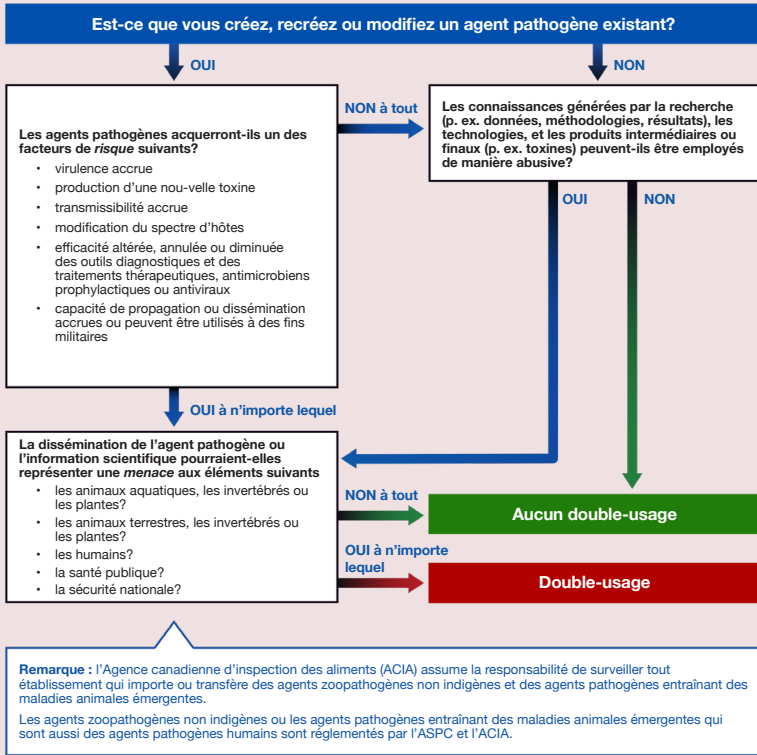 Est-ce que vous créez, recréez ou modifiez un agent pathogène existant?
OUI
NON
Les agents pathogènes acquerront-ils un des
facteurs de risque suivants?
• virulence accrue
• production d'une nou-velle toxine
• transmissibilité accrue
• modification du spectre d'hôtes
• efficacité altérée, annulée ou diminuée
des outils diagnostiques et des
traitements thérapeutiques, antimicrobiens
prophylactiques ou antiviraux
• capacité de propagation ou dissémination
accrues ou peuvent être utilisés à des fins
militaires
NON à tout
Les connaissances générées par la recherche
(p. ex. données, méthodologies, résultats), les
technologies, et les produits intermédiaires ou
finaux (p. ex. toxines) peuvent-ils être employés
de manière abusive?
OUI
NON
OUI à n'importe lequel
La dissémination de l'agent pathogène ou
l'information scientifique pourraient-elles
représenter une menace aux éléments suivants
• les animaux aquatiques, les invertébrés ou
les plantes?
• les animaux terrestres, les invertébrés ou
les plantes?
• les humains?
• la santé publique?
• la sécurité nationale?
NON à tout
Aucun double-usage
OUI à n'importe
lequel
Double-usage
Remarque : l'Agence canadienne d'inspection des aliments (ACIA) assume la responsabilité de surveiller tout
établissement qui importe ou transfère des agents zoopathogènes non indigènes et des agents pathogènes entraînant des
maladies animales émergentes.
Les agents zoopathogènes non indigènes ou les agents pathogènes entraînant des maladies animales émergentes qui
sont aussi des agents pathogènes humains sont réglementés par l'ASPC et l'ACIA.